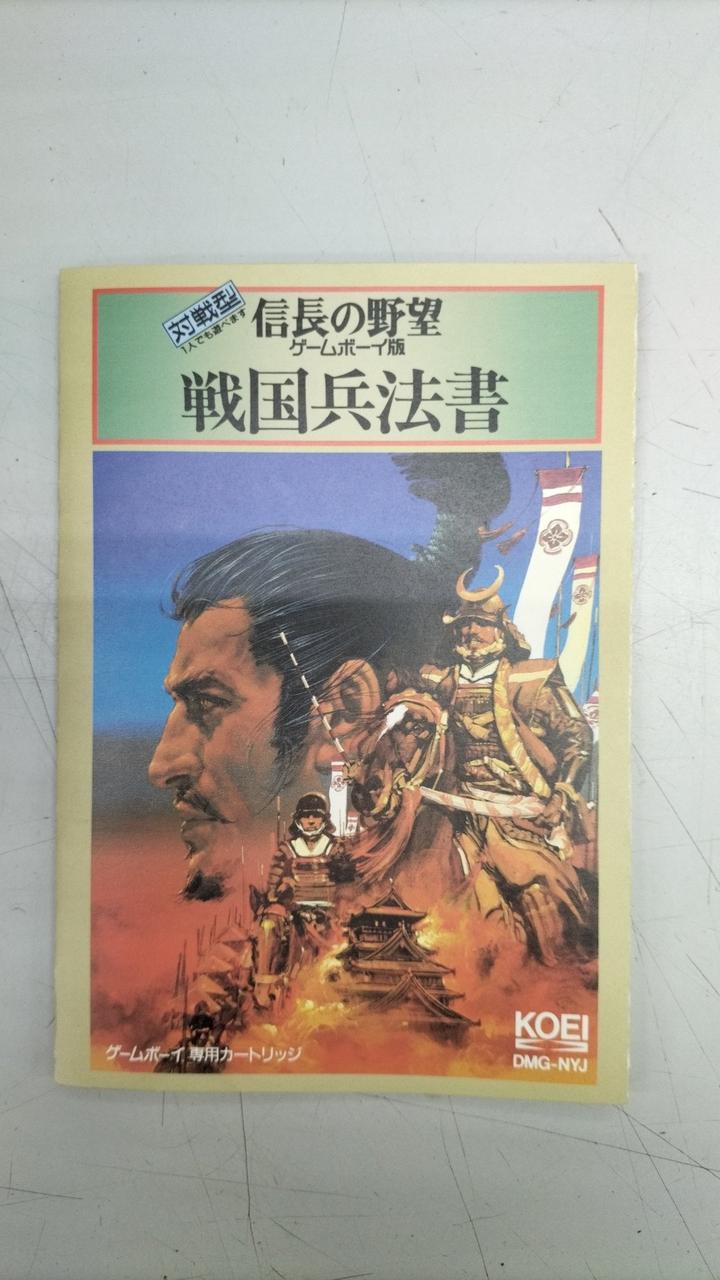 対戦型
1人でも遊べます
信長の野望
ゲームボーイ版
戦国兵法書
ゲームボーイ 専用カートリッジ
KOEI
DMG-NYJ